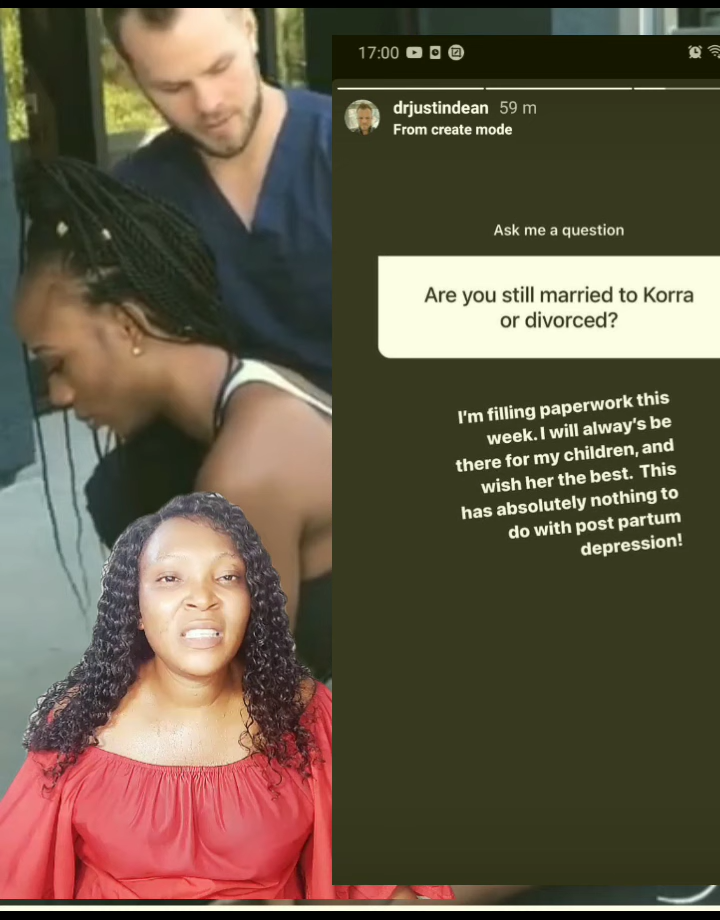 17:00
drjustindean 59 m
From create mode
Ask me a question
Are you still married to Korra
or divorced?
I'm filling paperwork this
week. I will alway's be
there for my children, and
wish her the best. This
has absolutely nothing to
do with post partum
depression!